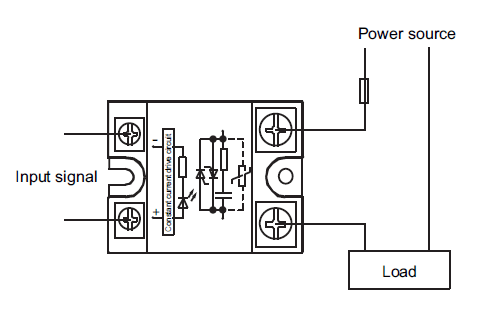 Power source
-
Constant current drive circuit
Input signal
+
Load